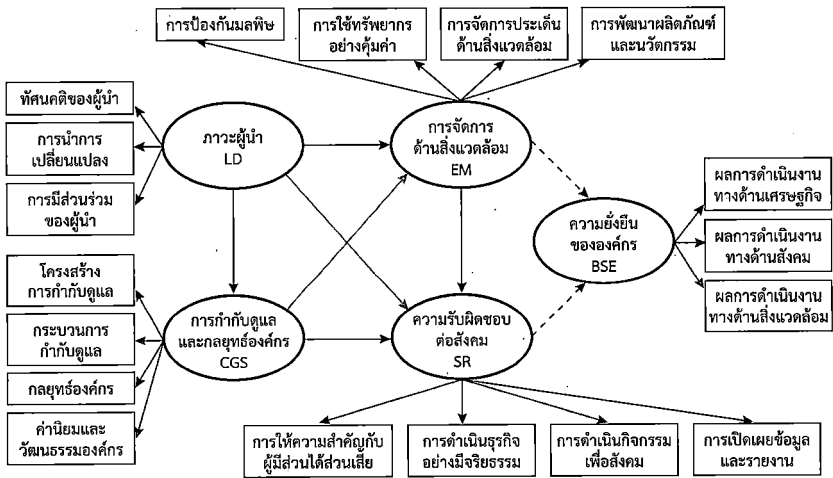 การป้องกันมลพิษ
การใช้ทรัพยากร
อย่างคุ้มค่า
การจัดการประเด็น
ด้านสิ่งแวดล้อม
การพัฒนาผลิตภัณฑ์
และนวัตกรรม
ทัศนคติของผู้นำ
การนำการ
เปลี่ยนแปลง
การมีส่วนร่วม
ของผู้นำ
ภาวะผู้นำ
LD
การจัดการ
ด้านสิ่งแวดล้อม
EM
ความยั่งยืน
ขององค์กร
BSE
ผลการดำเนินงาน
ทางด้านเศรษฐกิจ
ผลการดำเนินงาน
ทางด้านสังคม
ผลการดำเนินงาน
ทางด้านสิ่งแวดล้อม
โครงสร้าง
การกำกับดูแล
กระบวนการ
กำกับดูแล
กลยุทธ์องค์กร
ค่านิยมและ
วัฒนธรรมองค์กร
การกำกับดูแล
และกลยุทธ์องค์กร
CGS
ความรับผิดชอบ
ต่อสังคม
SR
การให้ความสำคัญกับ
ผู้มีส่วนได้ส่วนเสีย
การดำเนินธุรกิจ
อย่างมีจริยธรรม
การดำเนินกิจกรรม
เพื่อสังคม
การเปิดเผยข้อมูล
และรายงาน